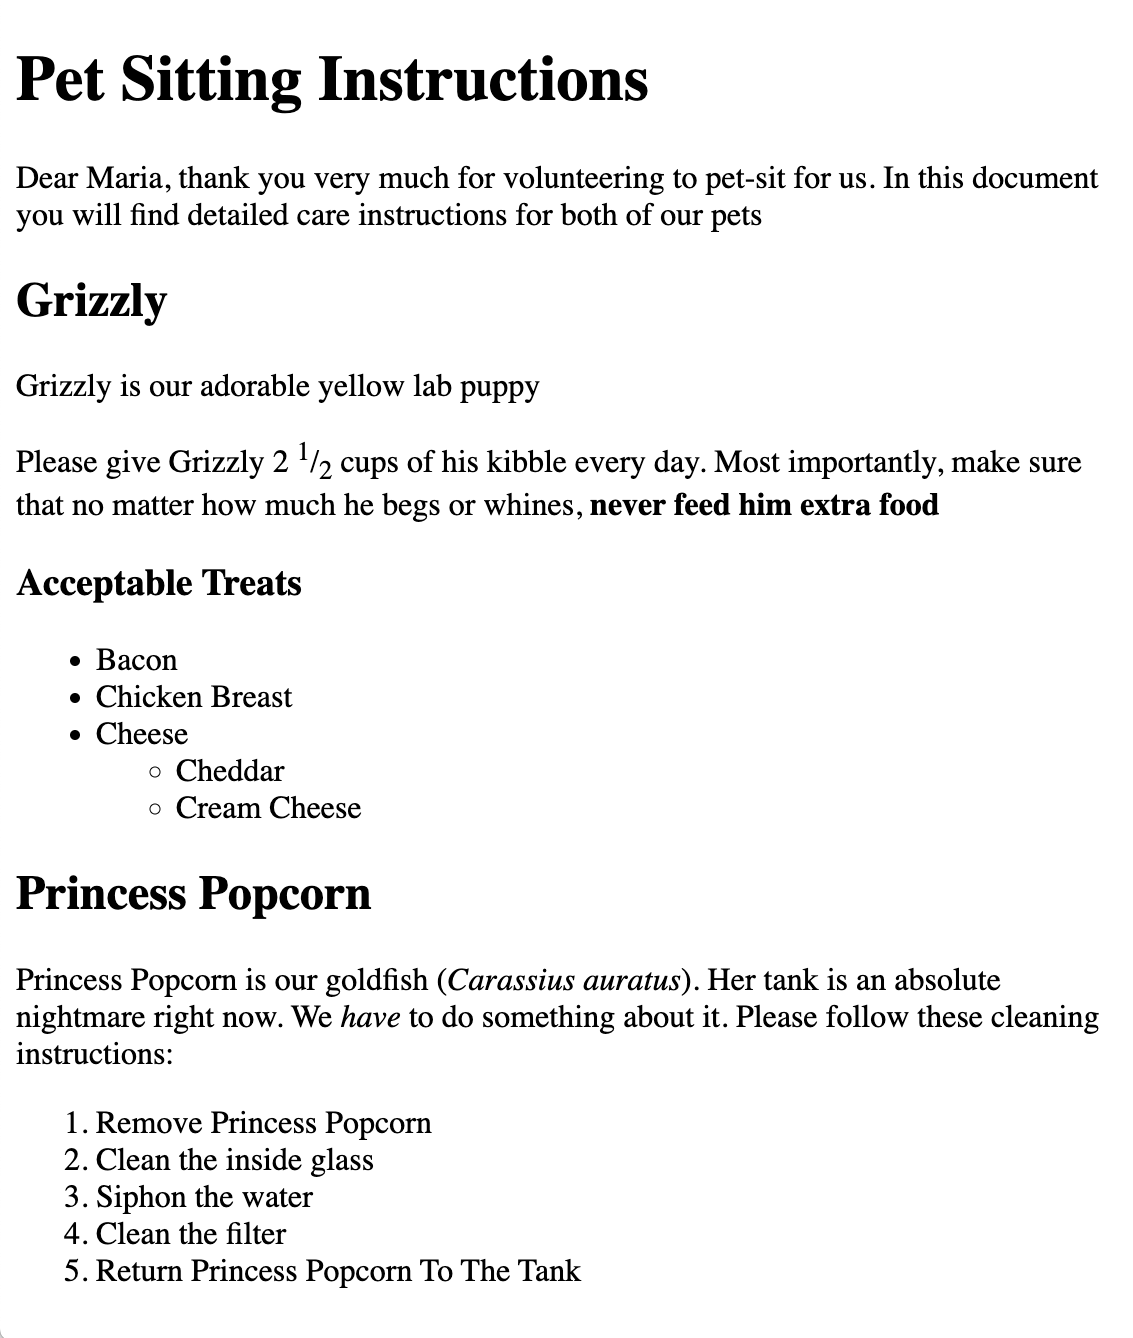 Pet Sitting Instructions
Dear Maria, thank you very much for volunteering to pet-sit for us. In this document
you will find detailed care instructions for both of our pets
Grizzly
Grizzly is our adorable yellow lab puppy
Please give Grizzly 2 1/2 cups of his kibble every day. Most importantly, make sure
that no matter how much he begs or whines, never feed him extra food
Acceptable Treats
• Bacon
• Chicken Breast
• Cheese
◦ Cheddar
◦ Cream Cheese
Princess Popcorn
Princess Popcorn is our goldfish (Carassius auratus). Her tank is an absolute
nightmare right now. We have to do something about it. Please follow these cleaning
instructions:
1. Remove Princess Popcorn
2. Clean the inside glass
3. Siphon the water
4. Clean the filter
5. Return Princess Popcorn To The Tank